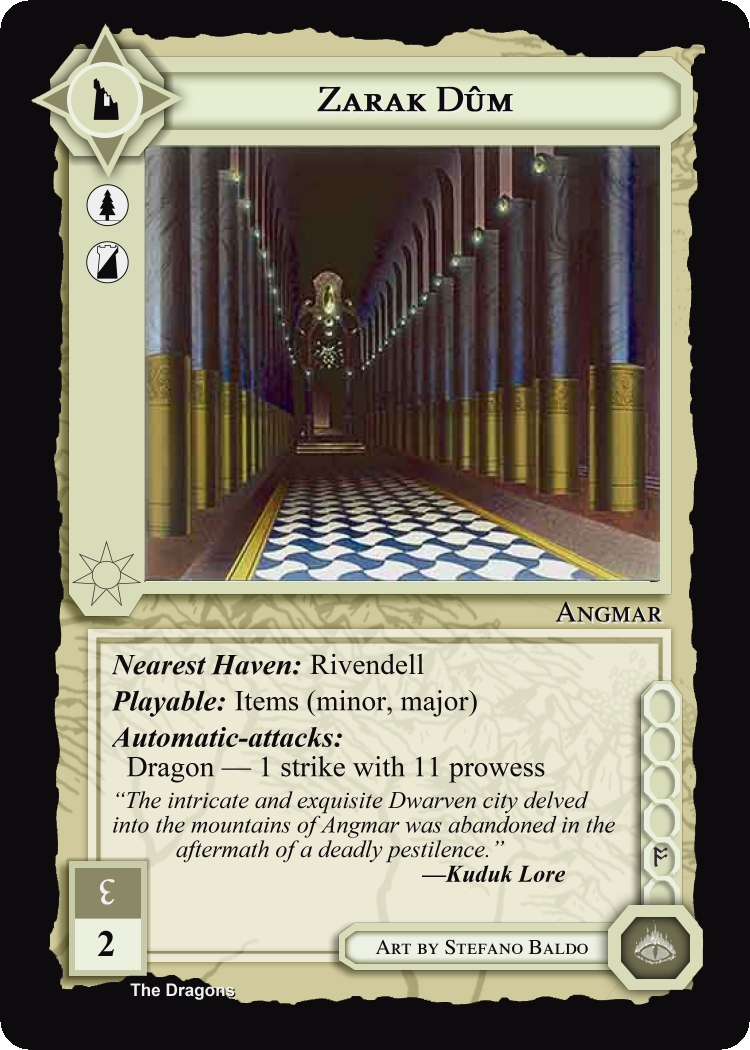 Zarak Dûm
Angmar
Nearest Haven: Rivendell
Playable: Items (minor, major)
Automatic-attacks:
Dragon — 1 strike with 11 prowess
“The intricate and exquisite Dwarven city delved
into the mountains of Angmar was abandoned in the
aftermath of a deadly pestilence.”
—Kuduk Lore
2
Art by Stefano Baldo
The Dragons